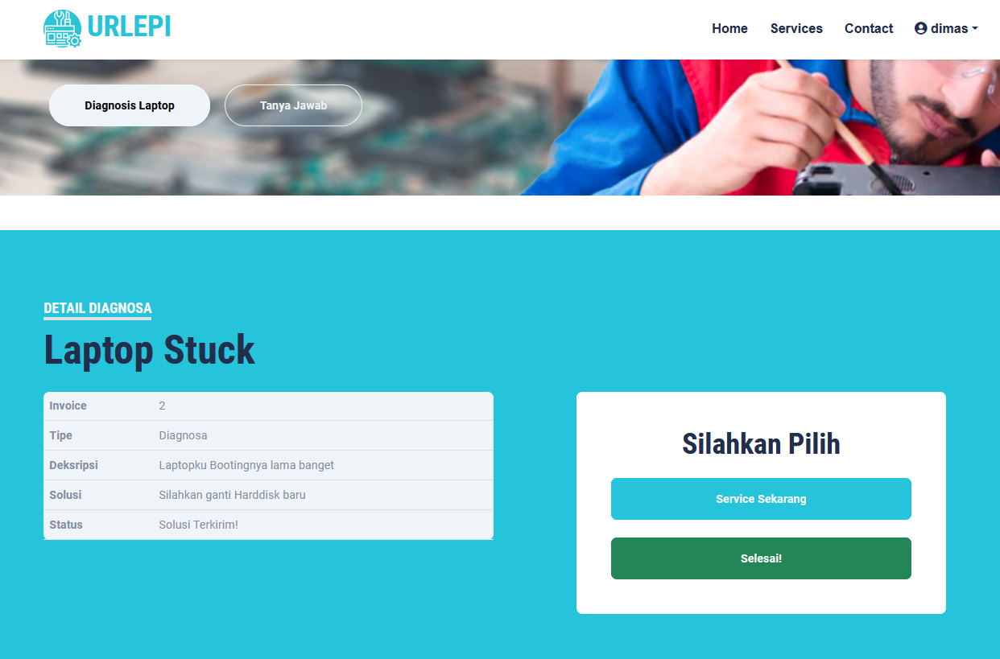 URLEPI
Home Services Contact dimas
Diagnosis Laptop Tanya Jawab
DETAIL DIAGNOSA
Laptop Stuck
Invoice 2
Tipe Diagnosa
Deksripsi Laptopku Bootingnya lama banget
Solusi Silahkan ganti Harddisk baru
Status Solusi Terkirim!
Silahkan Pilih
Service Sekarang
Selesai!